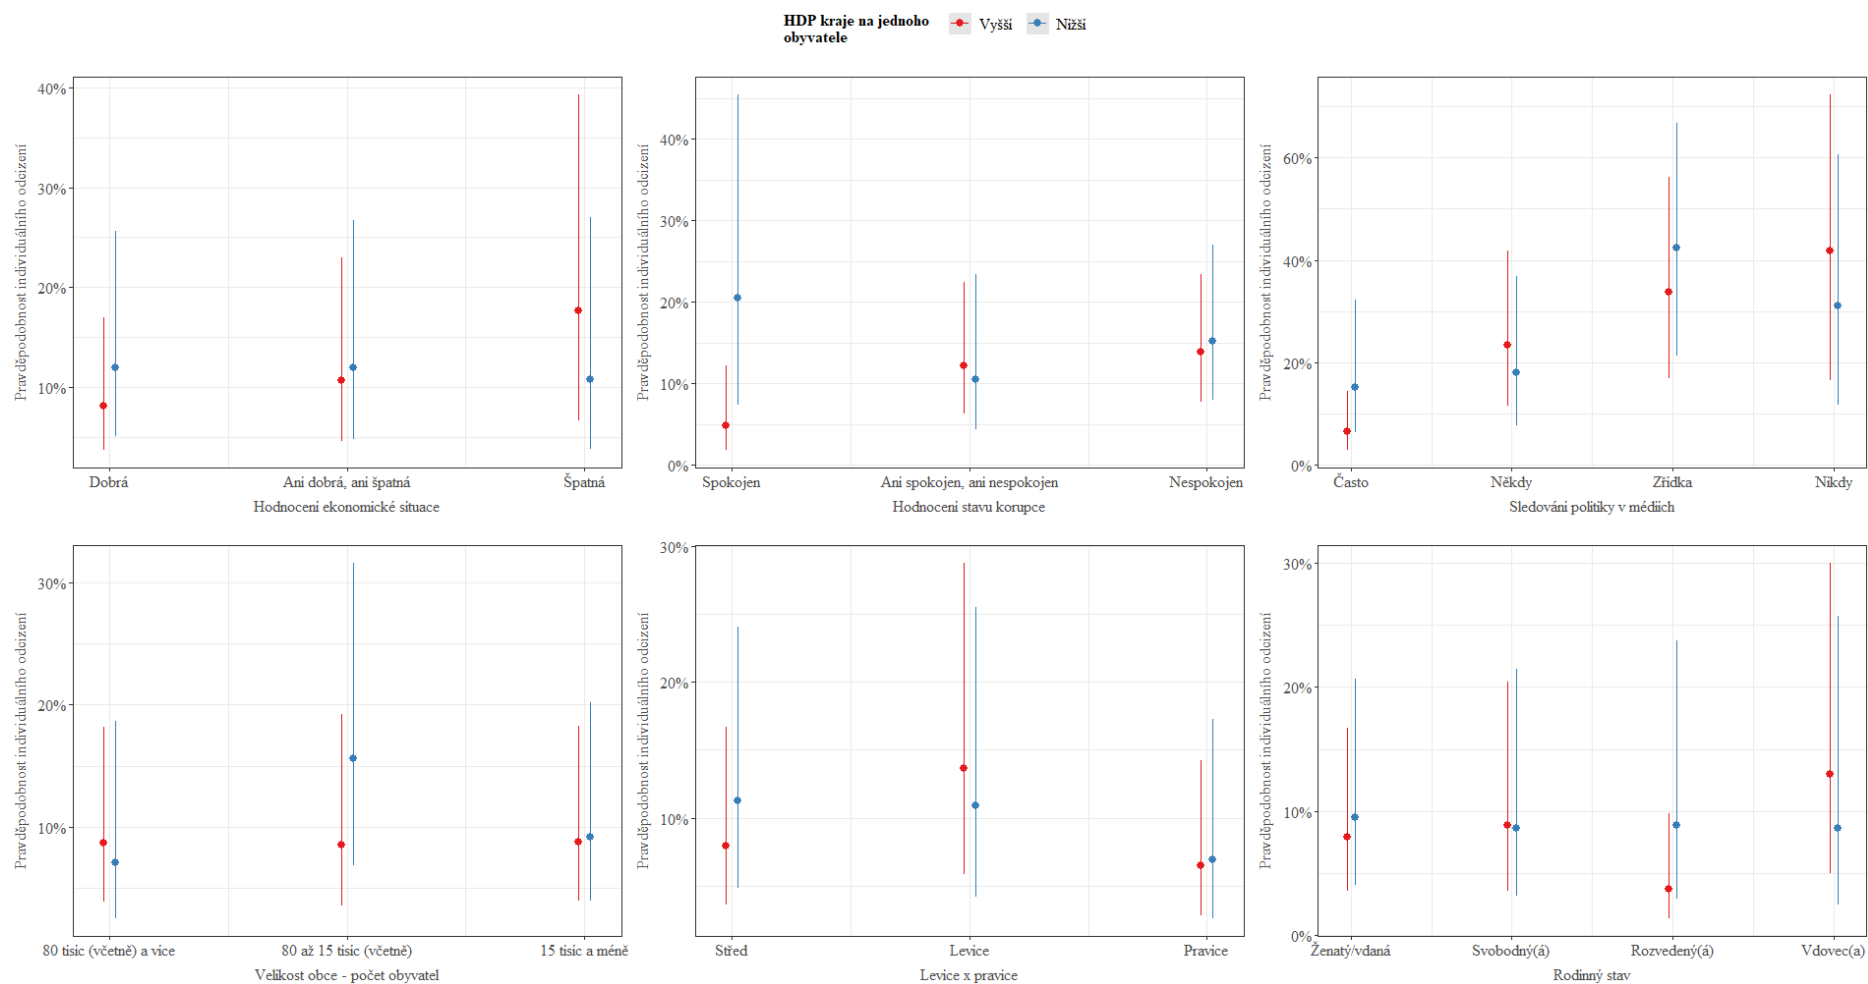 HDP kraje na jednoho
obyvatele
Vyšší
Nižší
Pravděpodobnost individuálního odcizení
40%
30%
20%
10%
Dobrá
Ani dobrá, ani špatná
Špatná
Hodnocení ekonomické situace
Pravděpodobnost individuálního odcizení
40%
30%
20%
10%
0%
Spokojen
Ani spokojen, ani nespokojen
Nespokojen
Hodnocení stavu korupce
Pravděpodobnost individuálního odcizení
60%
40%
20%
0%
Často
Někdy
Zřídka
Nikdy
Sledování politiky v médiích
Pravděpodobnost individuálního odcizení
30%
20%
10%
80 tisíc (včetně) a více
80 až 15 tisíc (včetně)
15 tisíc a méně
Velikost obce - počet obyvatel
Pravděpodobnost individuálního odcizení
30%
20%
10%
Střed
Levice
Pravice
Levice x pravice
Pravděpodobnost individuálního odcizení
30%
20%
10%
0%
Ženatý/vdaná
Svobodný(á)
Rozvedený(á)
Vdovec(a)
Rodinný stav